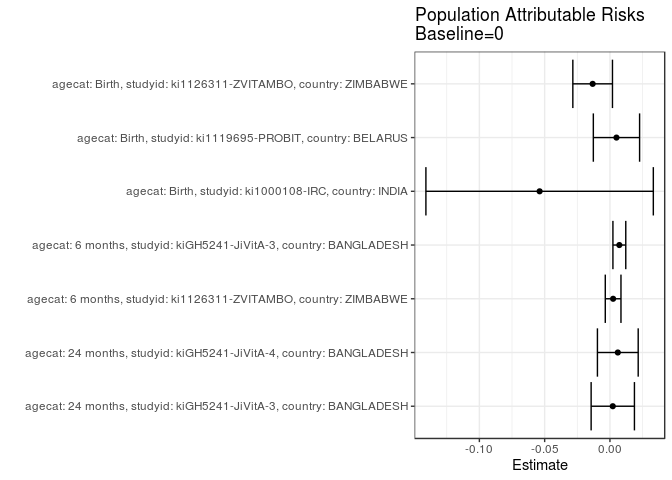 Population Attributable Risks
Baseline=0
agecat: Birth, studyid: ki1126311-ZVITAMBO, country: ZIMBABWE
agecat: Birth, studyid: ki1119695-PROBIT, country: BELARUS
agecat: Birth, studyid: ki1000108-IRC, country: INDIA
agecat: 6 months, studyid: kiGH5241-JiVitA-3, country: BANGLADESH
agecat: 6 months, studyid: ki1126311-ZVITAMBO, country: ZIMBABWE
agecat: 24 months, studyid: kiGH5241-JiVitA-4, country: BANGLADESH
agecat: 24 months, studyid: kiGH5241-JiVitA-3, country: BANGLADESH
-0.10 -0.05 0.00
Estimate